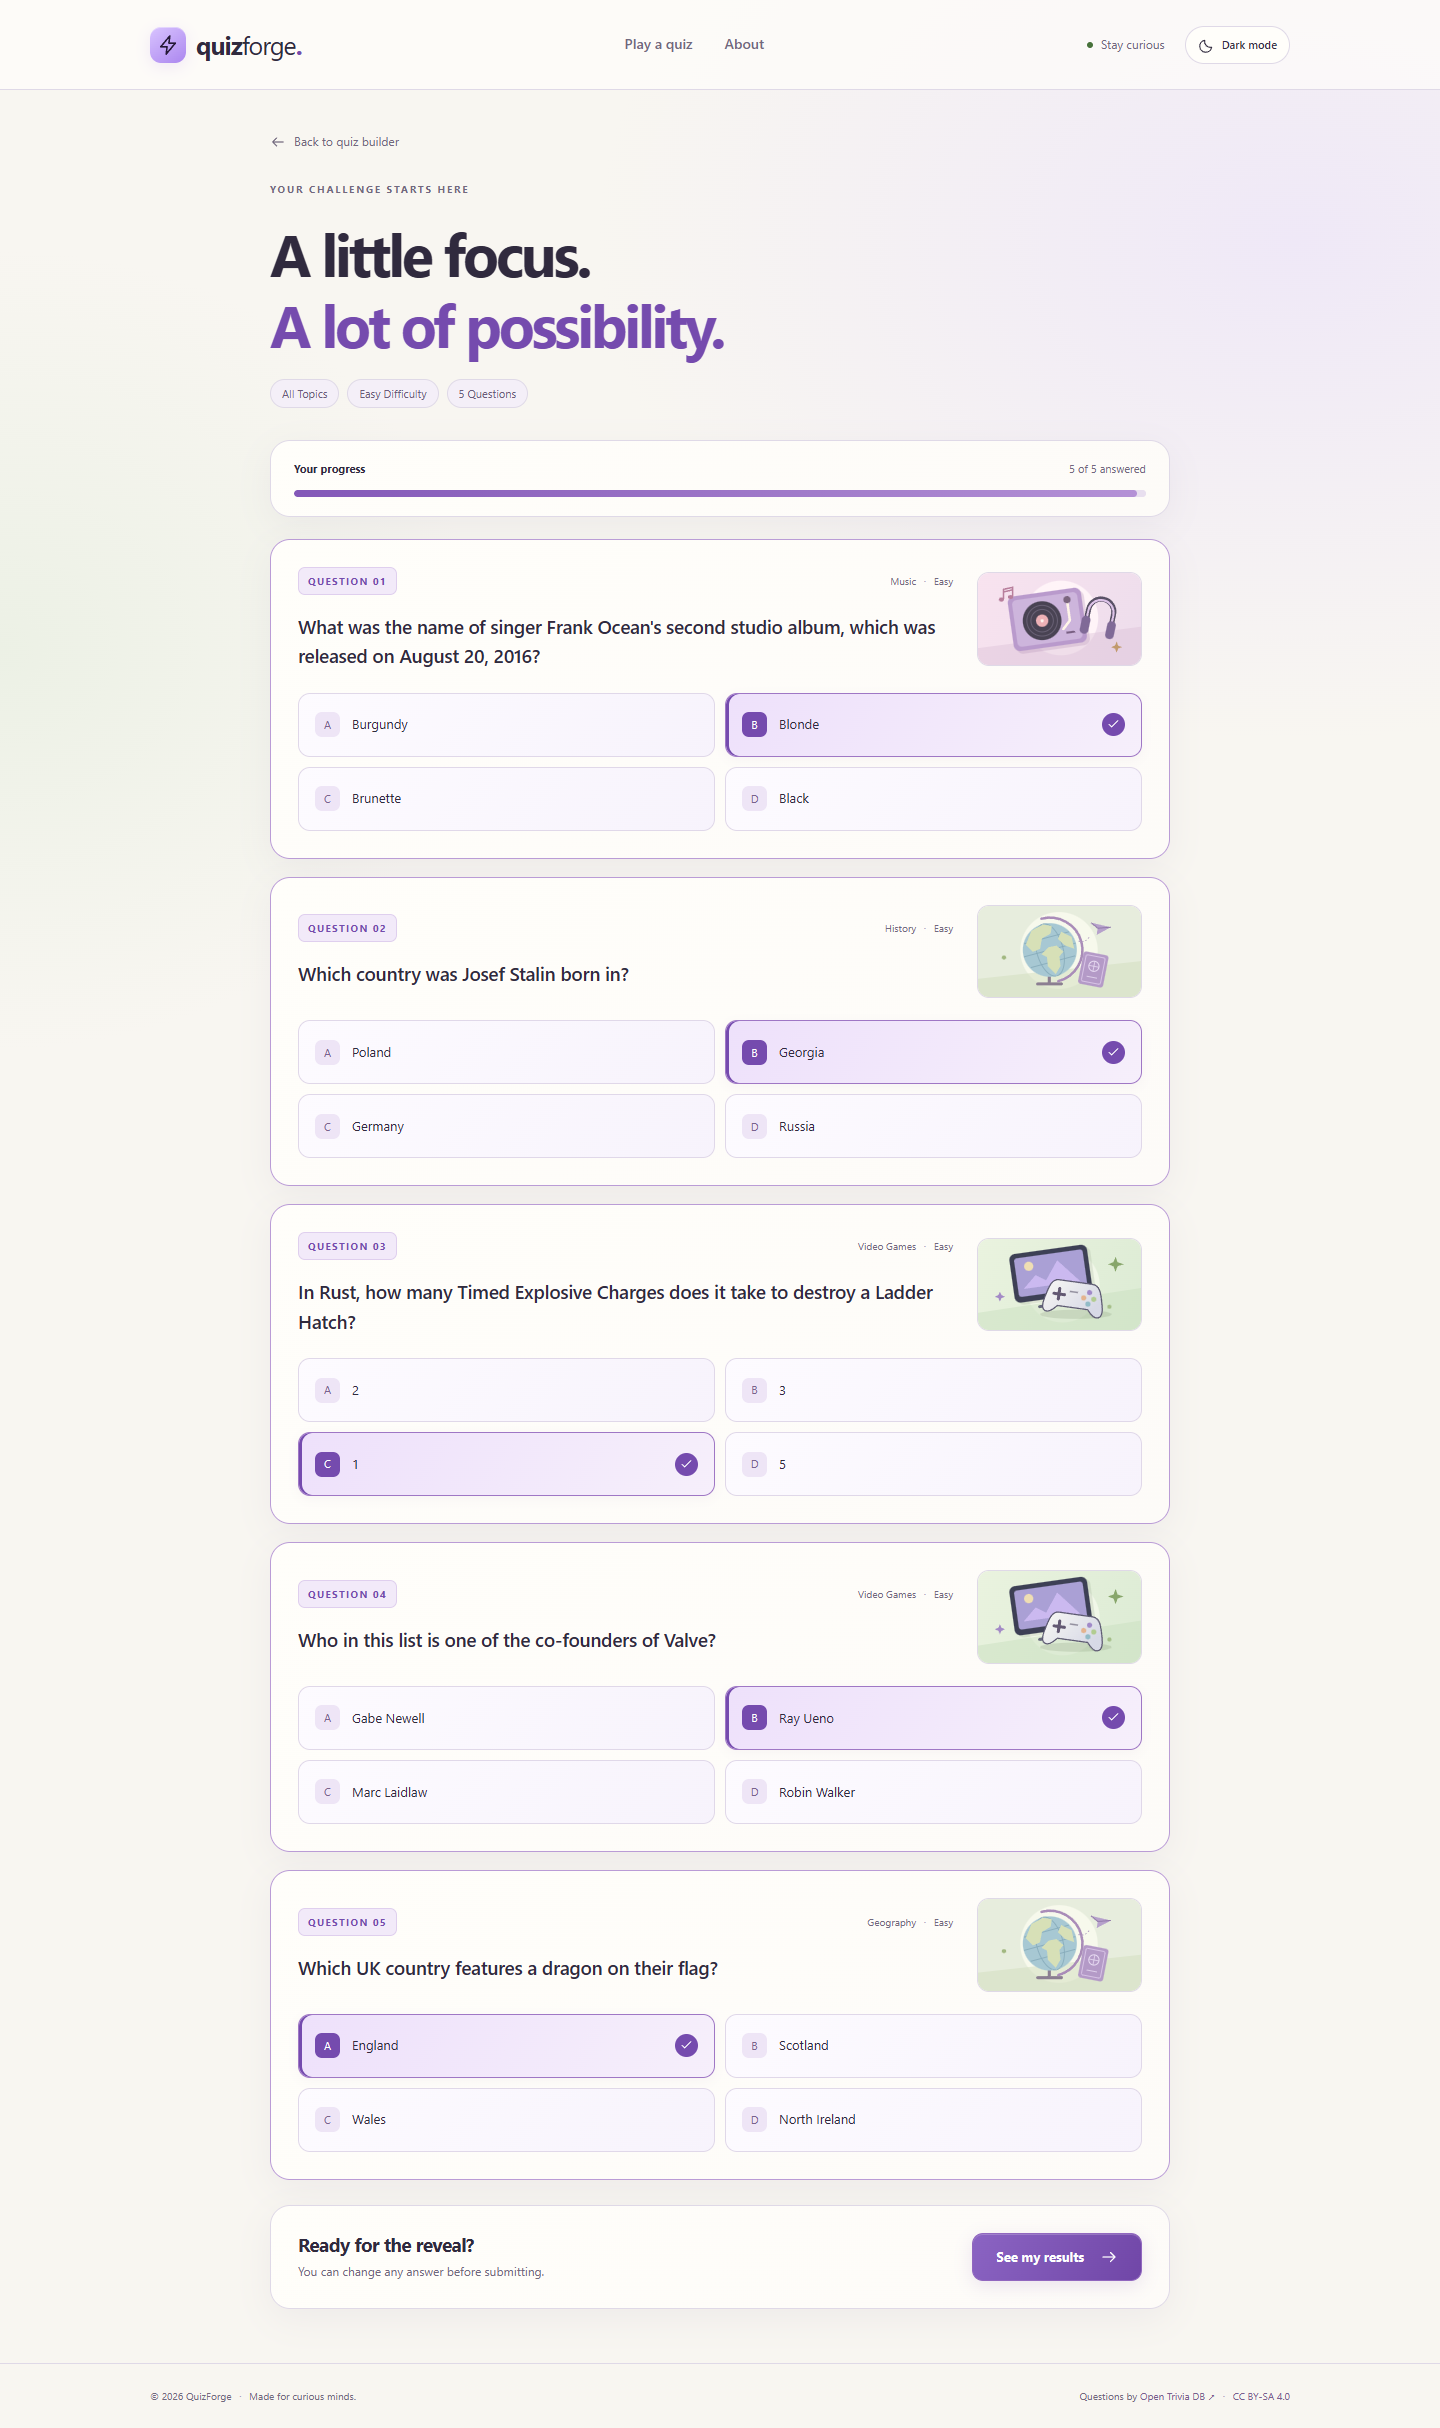 quizforge.
Play a quiz
About
Stay curious
Dark mode
Back to quiz builder
YOUR CHALLENGE STARTS HERE
A little focus.
A lot of possibility.
All Topics
Easy Difficulty
5 Questions
Your progress
5 of 5 answered
QUESTION 01
Music · Easy
What was the name of singer Frank Ocean's second studio album, which was
released on August 20, 2016?
A Burgundy
B Blonde
C Brunette
D Black
QUESTION 02
History · Easy
Which country was Josef Stalin born in?
A Poland
B Georgia
C Germany
D Russia
QUESTION 03
Video Games · Easy
In Rust, how many Timed Explosive Charges does it take to destroy a Ladder
Hatch?
A 2
B 3
C 1
D 5
QUESTION 04
Video Games · Easy
Who in this list is one of the co-founders of Valve?
A Gabe Newell
B Ray Ueno
C Marc Laidlaw
D Robin Walker
QUESTION 05
Geography · Easy
Which UK country features a dragon on their flag?
A England
B Scotland
C Wales
D North Ireland
Ready for the reveal?
You can change any answer before submitting.
See my results →
© 2026 QuizForge · Made for curious minds.
Questions by Open Trivia DB ↗ · CC BY-SA 4.0